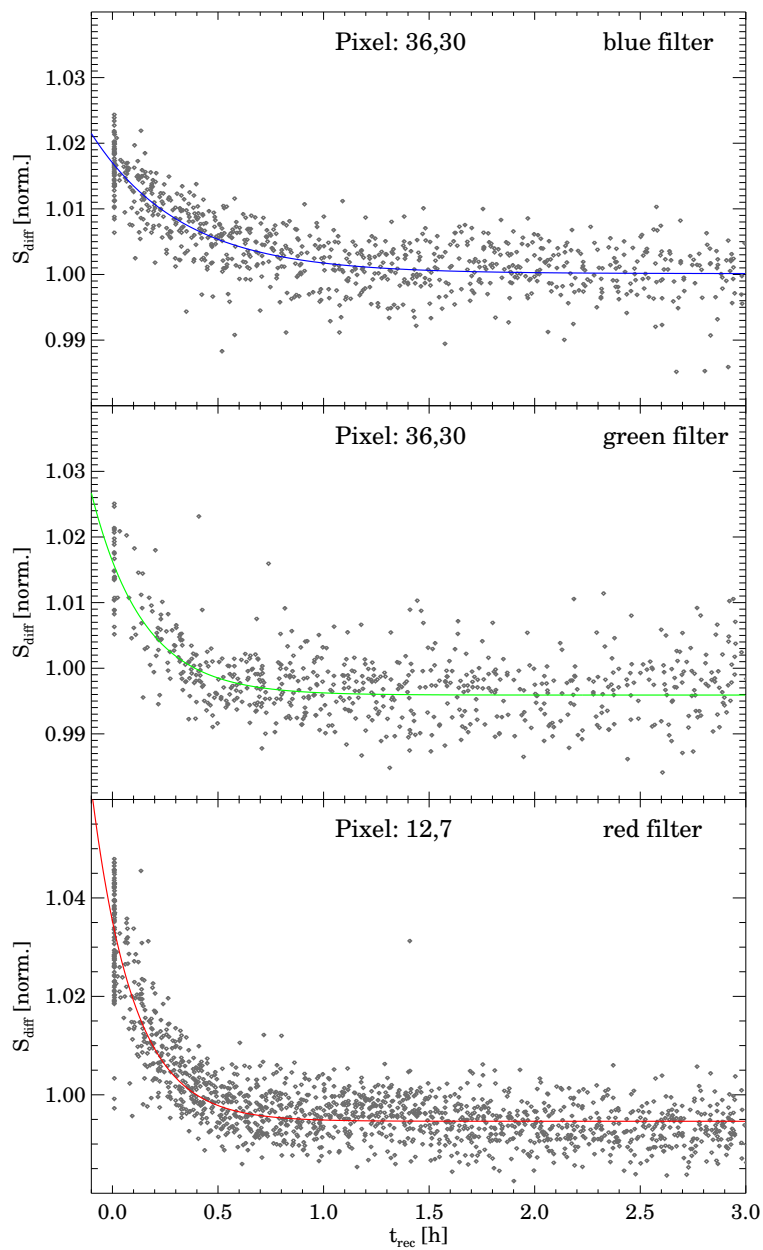 Pixel: 36,30 blue filter
1.03
1.02
1.01
1.00
0.99
S_diff [norm.]
Pixel: 36,30 green filter
1.03
1.02
1.01
1.00
0.99
S_diff [norm.]
Pixel: 12,7 red filter
1.04
1.02
1.00
S_diff [norm.]
0.0 0.5 1.0 1.5 2.0 2.5 3.0
t_rec [h]